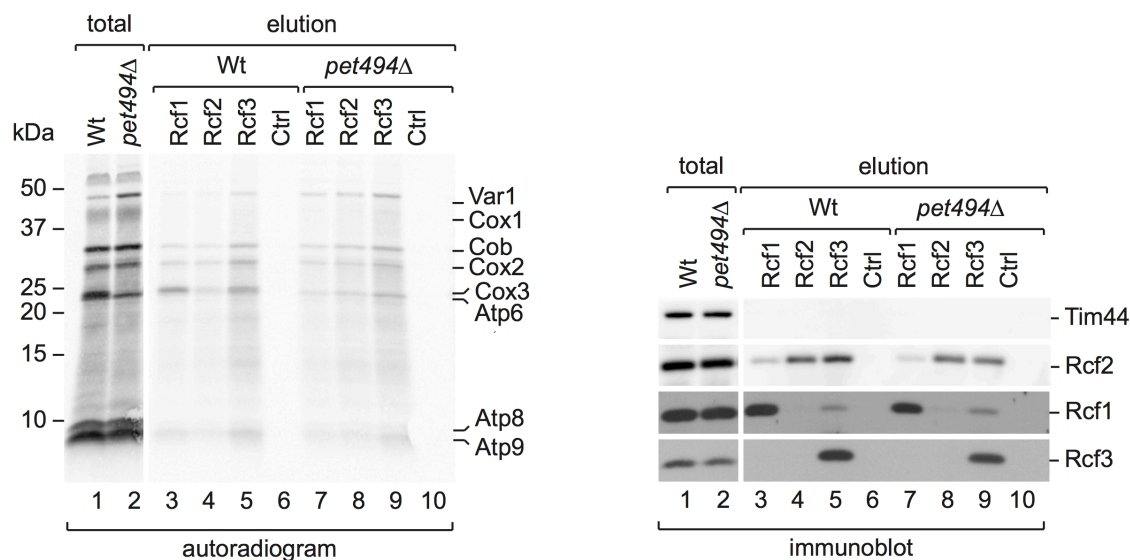 total elution
Wt pet494Δ
kDa Wt pet494Δ Rcf1 Rcf2 Rcf3 Ctrl Rcf1 Rcf2 Rcf3 Ctrl
50
37
25
20
15
10
Var1
Cox1
Cob
Cox2
Cox3
Atp6
Atp8
Atp9
1 2 3 4 5 6 7 8 9 10
autoradiogram
total elution
Wt pet494Δ
Wt pet494Δ Rcf1 Rcf2 Rcf3 Ctrl Rcf1 Rcf2 Rcf3 Ctrl
Tim44
Rcf2
Rcf1
Rcf3
1 2 3 4 5 6 7 8 9 10
immunoblot